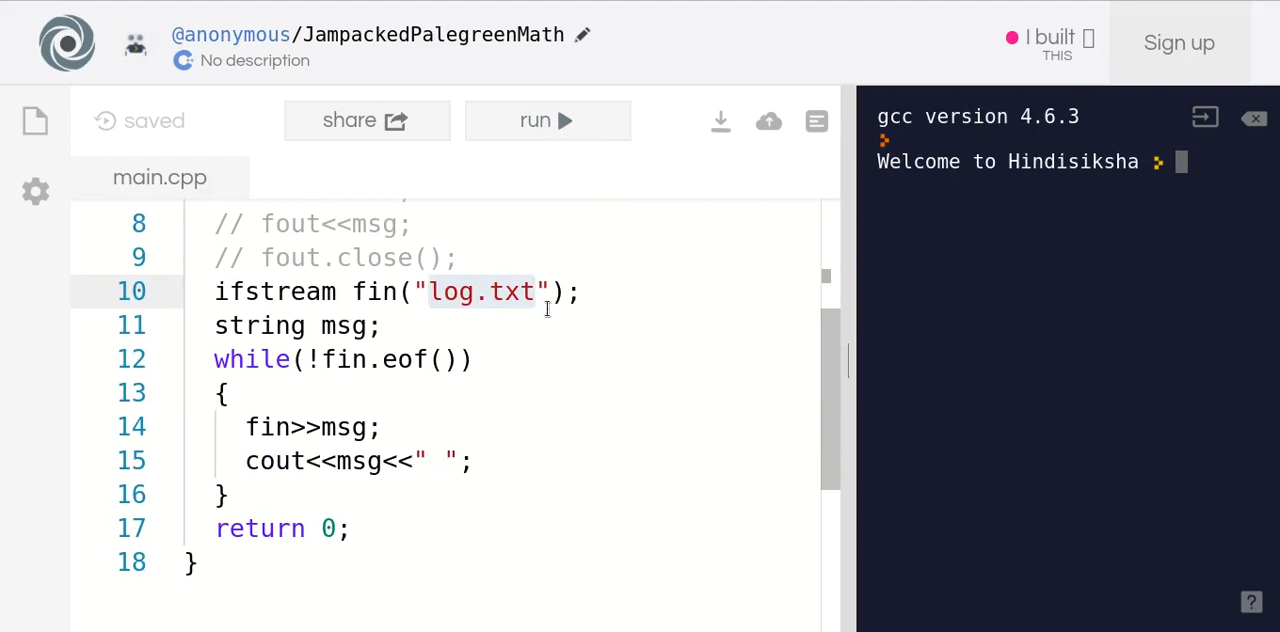 @anonymous/JampackedPalegreenMath
No description
I built
THIS
Sign up
saved
share
run
main.cpp
8 // fout<<msg;
9 // fout.close();
10 ifstream fin("log.txt");
11 string msg;
12 while(!fin.eof())
13 {
14 fin>>msg;
15 cout<<msg<<" ";
16 }
17 return 0;
18 }
gcc version 4.6.3
Welcome to Hindisiksha
?